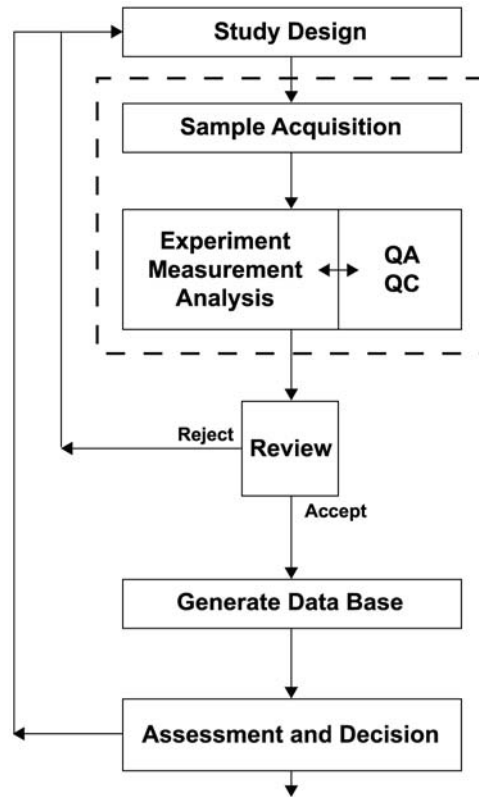 Study Design
Sample Acquisition
Experiment
Measurement
Analysis
QA
QC
Reject
Review
Accept
Generate Data Base
Assessment and Decision